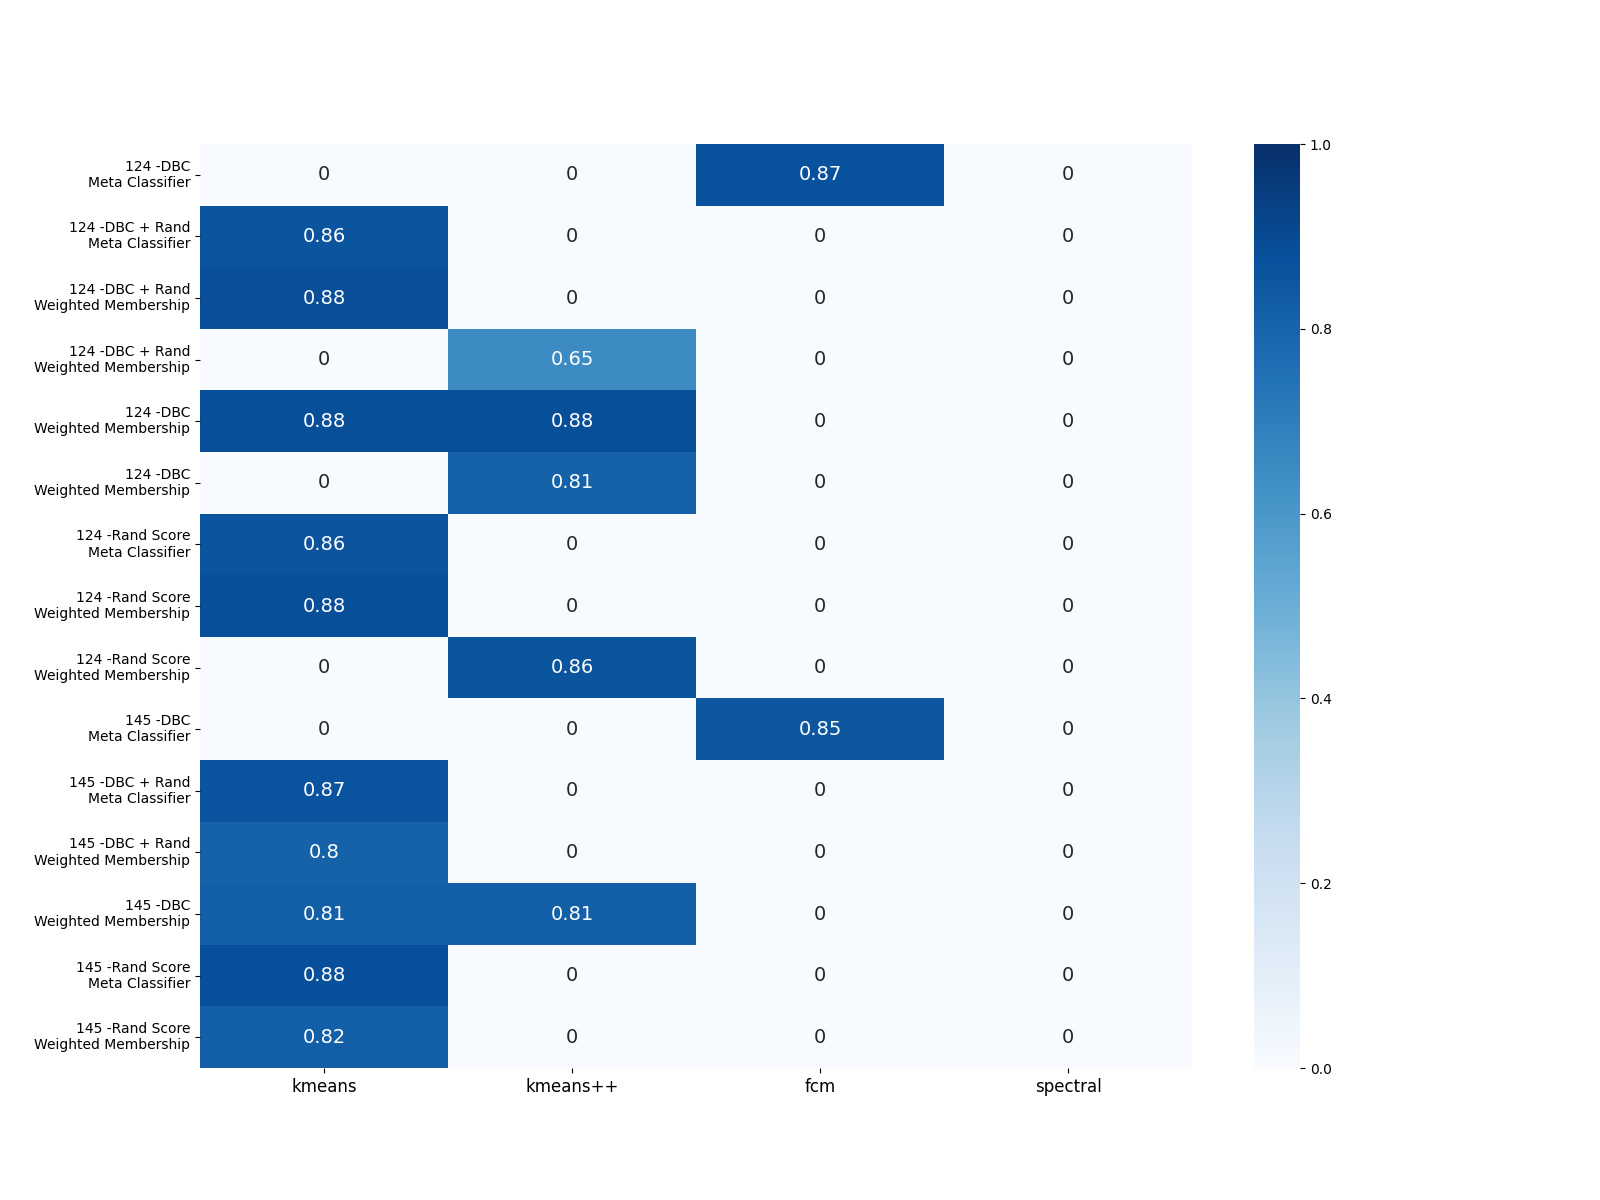 124 -DBC
Meta Classifier
0 0 0.87 0
124 -DBC + Rand
Meta Classifier
0.86 0 0 0
124 -DBC + Rand
Weighted Membership
0.88 0 0 0
124 -DBC + Rand
Weighted Membership
0 0.65 0 0
124 -DBC
Weighted Membership
0.88 0.88 0 0
124 -DBC
Weighted Membership
0 0.81 0 0
124 -Rand Score
Meta Classifier
0.86 0 0 0
124 -Rand Score
Weighted Membership
0.88 0 0 0
124 -Rand Score
Weighted Membership
0 0.86 0 0
145 -DBC
Meta Classifier
0 0 0.85 0
145 -DBC + Rand
Meta Classifier
0.87 0 0 0
145 -DBC + Rand
Weighted Membership
0.8 0 0 0
145 -DBC
Weighted Membership
0.81 0.81 0 0
145 -Rand Score
Meta Classifier
0.88 0 0 0
145 -Rand Score
Weighted Membership
0.82 0 0 0
kmeans kmeans++ fcm spectral
1.0
0.8
0.6
0.4
0.2
0.0